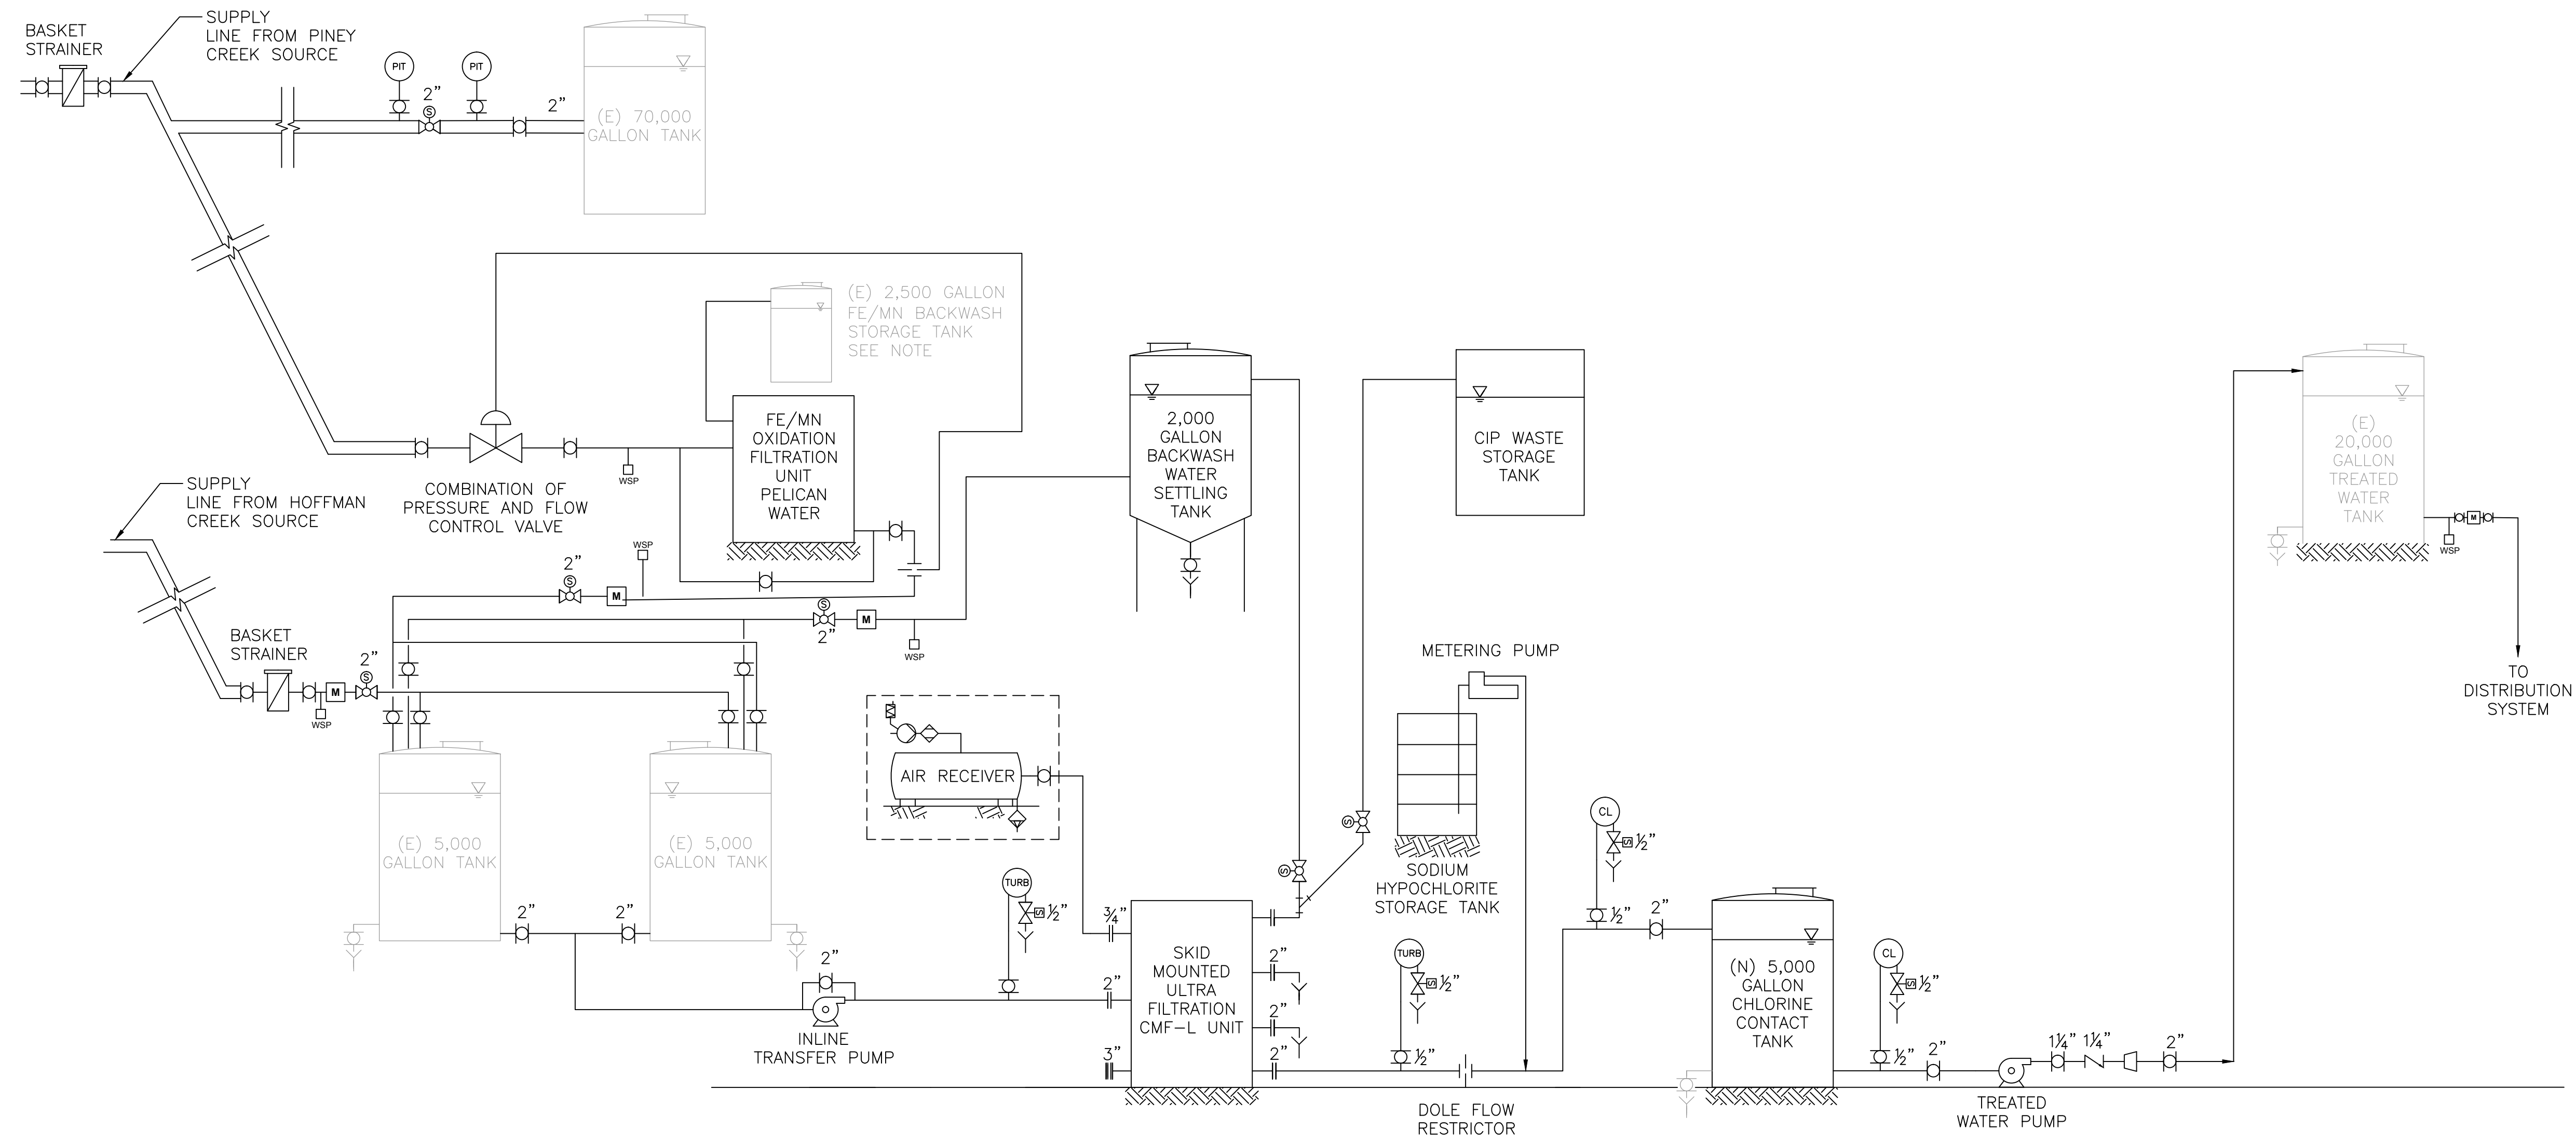 BASKET
STRAINER
SUPPLY
LINE FROM PINEY
CREEK SOURCE
PIT
2"
S
PIT
2"
(E) 70,000
GALLON TANK
(E) 2,500 GALLON
FE/MN BACKWASH
STORAGE TANK
SEE NOTE
FE/MN
OXIDATION
FILTRATION
UNIT
PELICAN
WATER
COMBINATION OF
PRESSURE AND FLOW
CONTROL VALVE
WSP
SUPPLY
LINE FROM HOFFMAN
CREEK SOURCE
2"
S
M
WSP
S
2"
M
WSP
BASKET
STRAINER
WSP
M
2"
S
2,000
GALLON
BACKWASH
WATER
SETTLING
TANK
CIP WASTE
STORAGE
TANK
(E)
20,000
GALLON
TREATED
WATER
TANK
WSP
M
TO
DISTRIBUTION
SYSTEM
METERING PUMP
AIR RECEIVER
(E) 5,000
GALLON TANK
(E) 5,000
GALLON TANK
2"
2"
2"
INLINE
TRANSFER PUMP
TURB
S
½"
¾"
2"
3"
SKID
MOUNTED
ULTRA
FILTRATION
CMF-L UNIT
S
S
2"
2"
2"
SODIUM
HYPOCHLORITE
STORAGE TANK
TURB
S
½"
½"
DOLE FLOW
RESTRICTOR
CL
S
½"
½"
2"
(N) 5,000
GALLON
CHLORINE
CONTACT
TANK
CL
S
½"
½"
2"
TREATED
WATER PUMP
1¼"
1¼"
2"